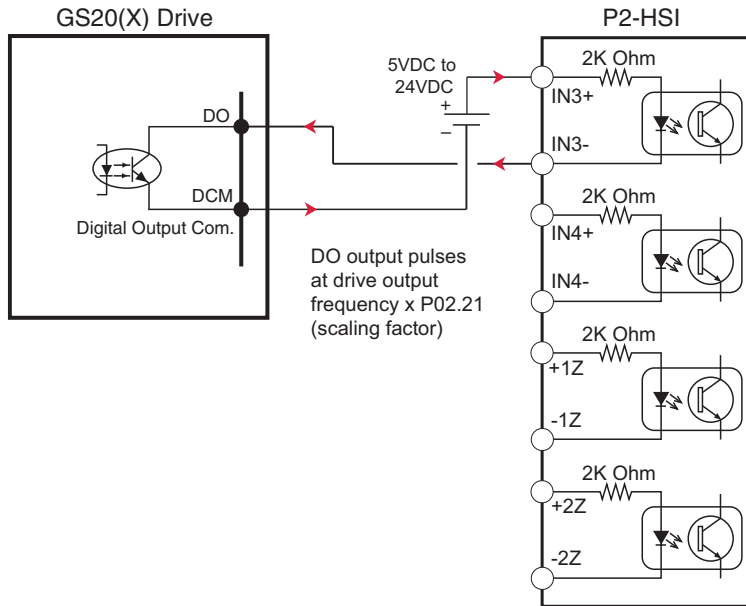 GS20(X) Drive
P2-HSI
5VDC to
24VDC
+
–
DO
DCM
Digital Output Com.
DO output pulses
at drive output
frequency x P02.21
(scaling factor)
2K Ohm
IN3+
IN3-
2K Ohm
IN4+
IN4-
2K Ohm
+1Z
-1Z
2K Ohm
+2Z
-2Z